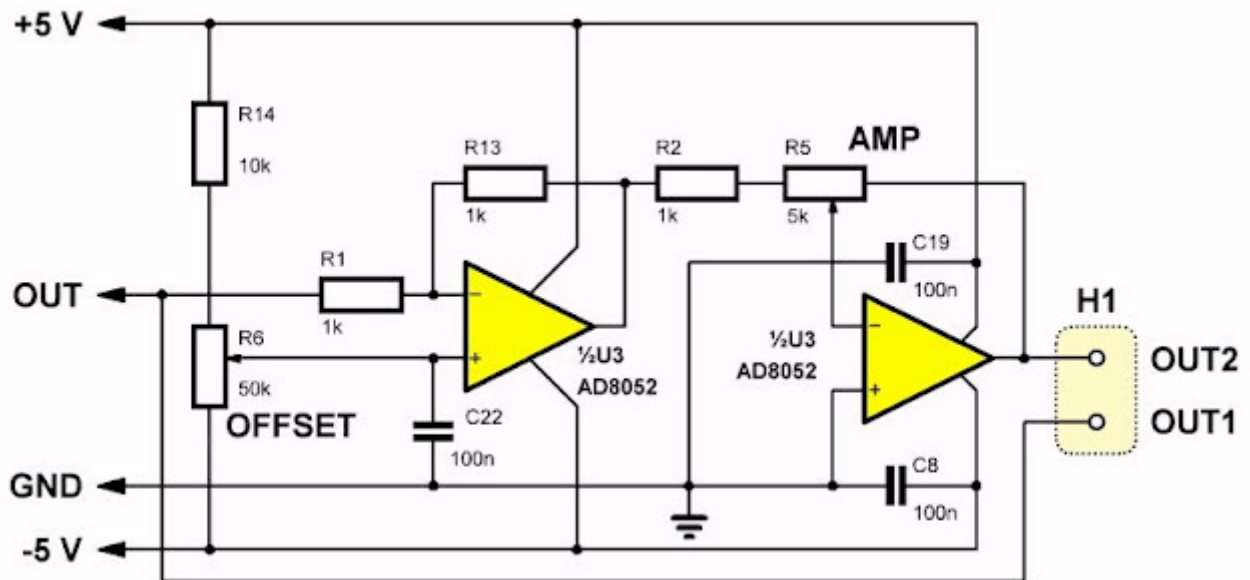 +5 V
R14
10k
R13
1k
R2
1k
R5
5k
AMP
C19
100n
OUT
R1
1k
-
+
½U3
AD8052
R6
50k
OFFSET
C22
100n
½U3
AD8052
-
+
H1
OUT2
OUT1
C8
100n
GND
-5 V